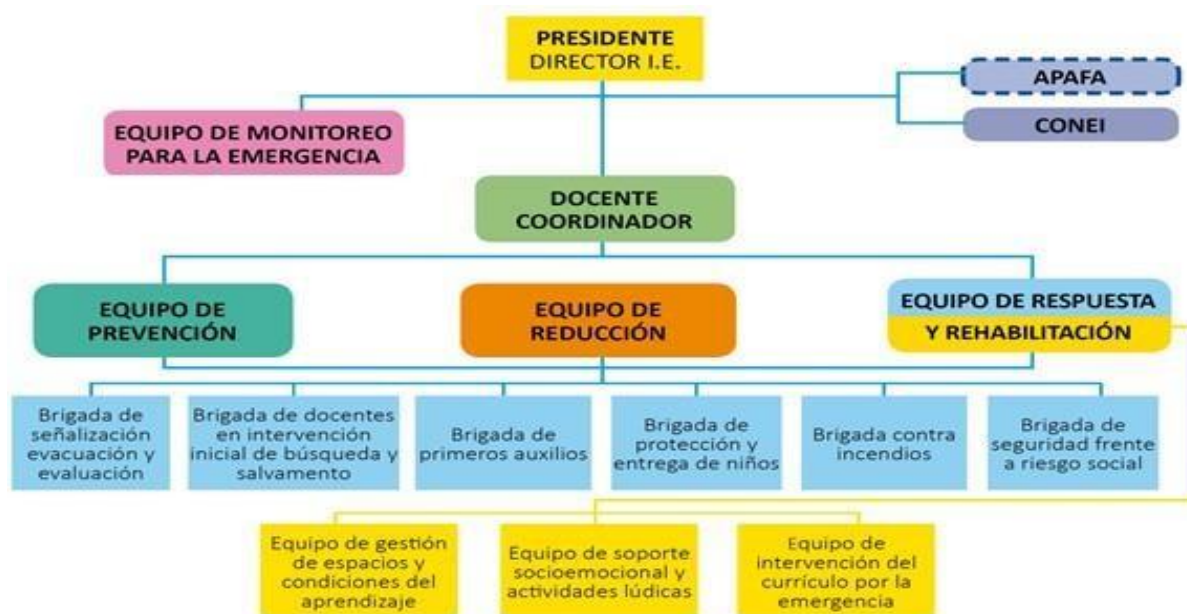 PRESIDENTE
DIRECTOR I.E.
APAFA
CONEI
EQUIPO DE MONITOREO
PARA LA EMERGENCIA
DOCENTE
COORDINADOR
EQUIPO DE
PREVENCIÓN
EQUIPO DE
REDUCCIÓN
EQUIPO DE RESPUESTA
Y REHABILITACIÓN
Brigada de
señalización
evacuación y
evaluación
Brigada de docentes
en intervención
inicial de búsqueda y
salvamento
Brigada de
primeros auxilios
Brigada de
protección y
entrega de niños
Brigada contra
incendios
Brigada de
seguridad frente
a riesgo social
Equipo de gestión
de espacios y
condiciones del
aprendizaje
Equipo de soporte
socioemocional y
actividades lúdicas
Equipo de
intervención del
currículo por la
emergencia